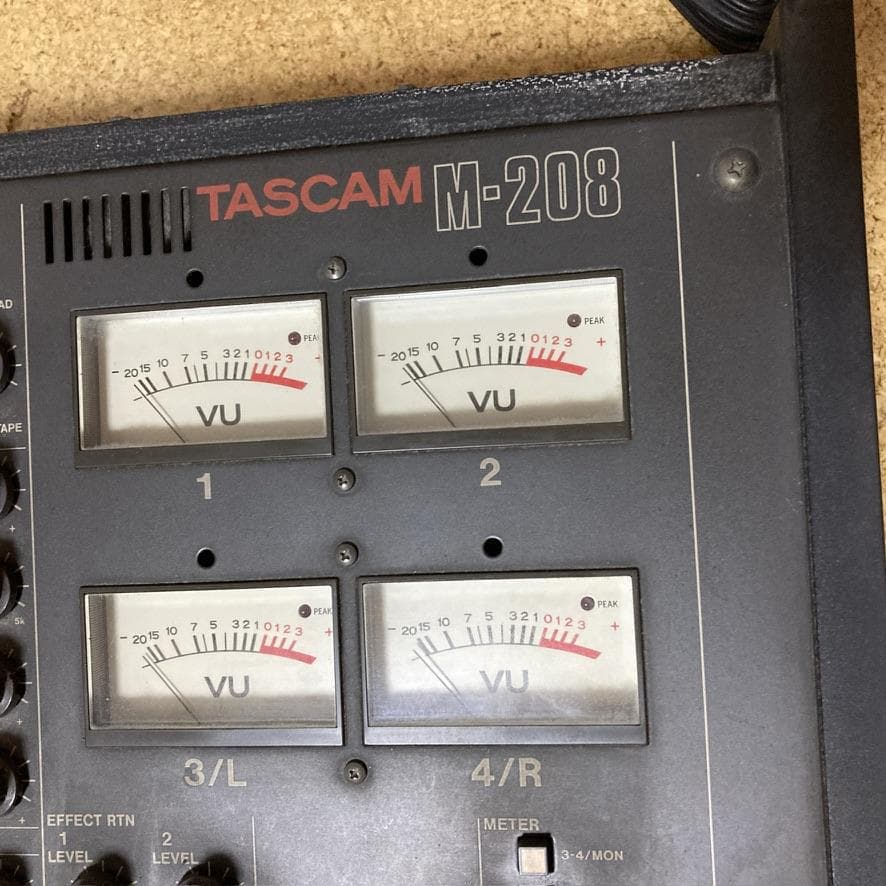 TASCAM M-208
AD
PEAK
- 20 15 10 7 5 3 2 1 0 1 2 3 +
VU
1
PEAK
- 20 15 10 7 5 3 2 1 0 1 2 3 +
VU
2
TAPE
+
5k
PEAK
- 20 15 10 7 5 3 2 1 0 1 2 3 +
VU
3/L
PEAK
- 20 15 10 7 5 3 2 1 0 1 2 3 +
VU
4/R
+
+
EFFECT RTN
1 2
LEVEL LEVEL
METER
3-4/MON